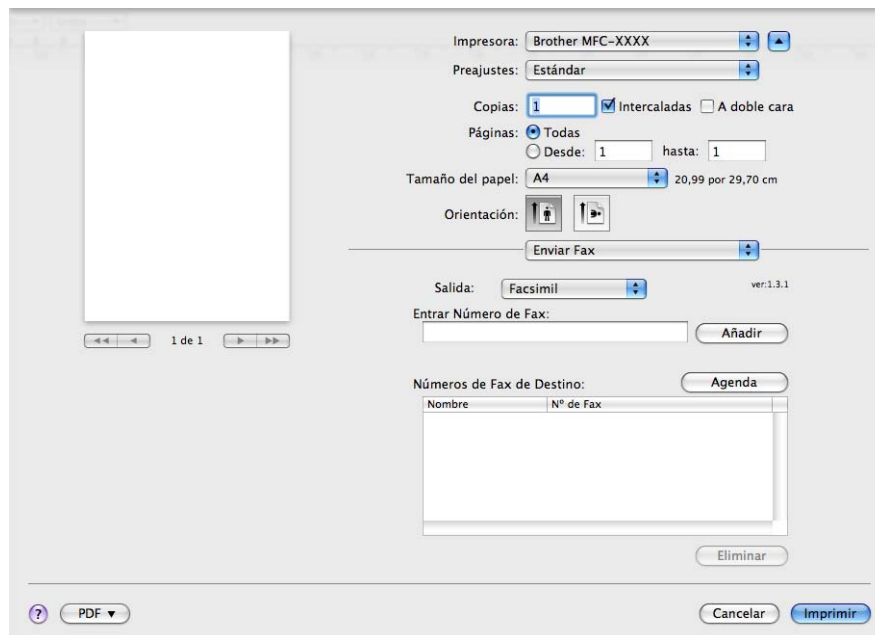 Impresora: Brother MFC-XXXX
Preajustes: Estándar
Copias: 1 Intercaladas A doble cara
Páginas: Todas
Desde: 1 hasta: 1
Tamaño del papel: A4 20,99 por 29,70 cm
Orientación:
Enviar Fax
Salida: Facsimil ver:1.3.1
Entrar Número de Fax:
Añadir
1 de 1
Números de Fax de Destino: Agenda
Nombre Nº de Fax
Eliminar
? PDF Cancelar Imprimir